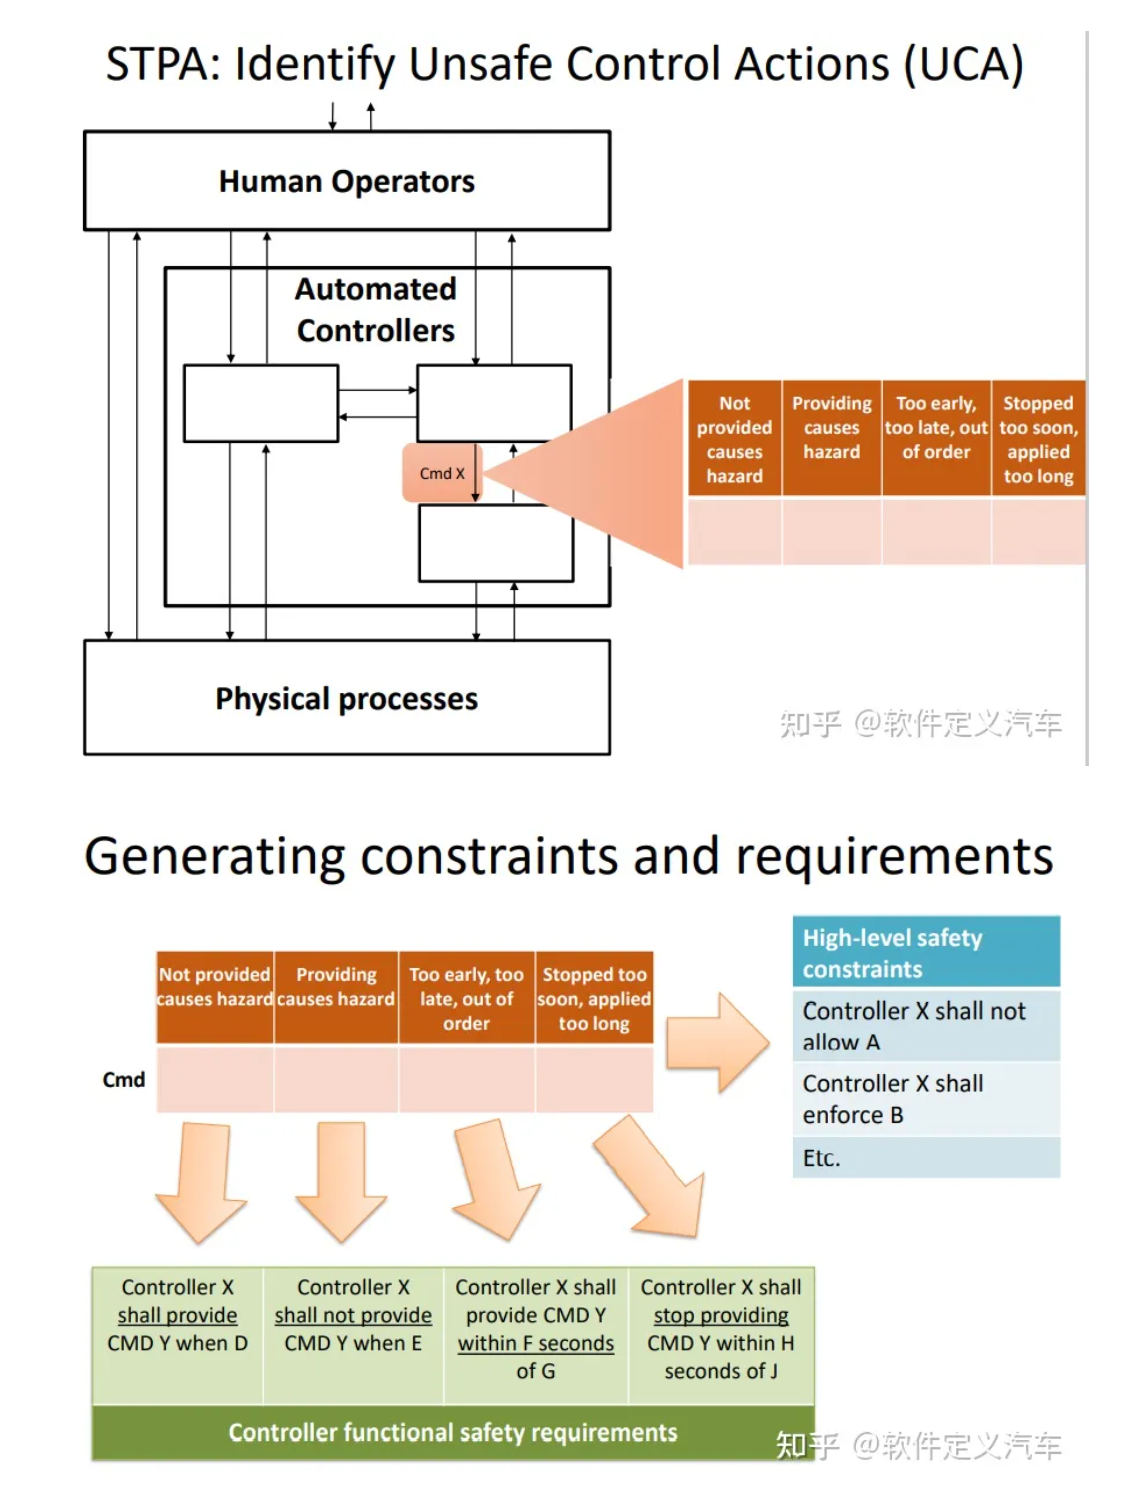 STPA: Identify Unsafe Control Actions (UCA)
Human Operators
Automated
Controllers
Cmd X
Not
provided
causes
hazard
Providing
causes
hazard
Too early,
too late, out
of order
Stopped
too soon,
applied
too long
Physical processes
知乎 @软件定义汽车
Generating constraints and requirements
Not provided
causes hazard
Providing
causes hazard
Too early, too
late, out of
order
Stopped too
soon, applied
too long
Cmd
High-level safety
constraints
Controller X shall not
allow A
Controller X shall
enforce B
Etc.
Controller X
shall provide
CMD Y when D
Controller X
shall not provide
CMD Y when E
Controller X shall
provide CMD Y
within F seconds
of G
Controller X shall
stop providing
CMD Y within H
seconds of J
Controller functional safety requirements
知乎 @软件定义汽车